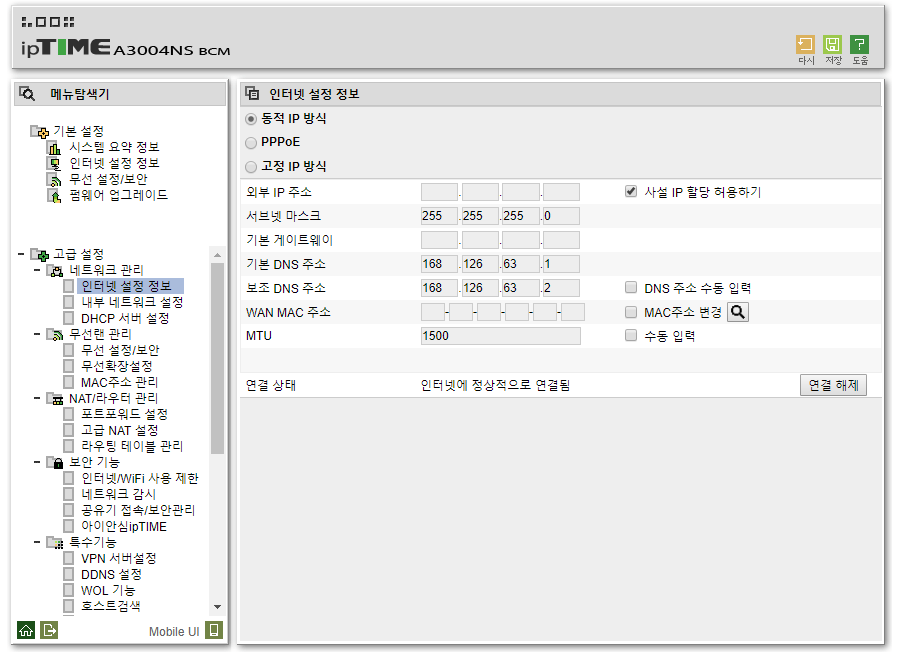 ipTIME A3004NS BCM
다시 저장 도움
메뉴탐색기
기본 설정
시스템 요약 정보
인터넷 설정 정보
무선 설정/보안
펌웨어 업그레이드
고급 설정
네트워크 관리
인터넷 설정 정보
내부 네트워크 설정
DHCP 서버 설정
무선랜 관리
무선 설정/보안
무선확장설정
MAC주소 관리
NAT/라우터 관리
포트포워드 설정
고급 NAT 설정
라우팅 테이블 관리
보안 기능
인터넷/WiFi 사용 제한
네트워크 감시
공유기 접속/보안관리
아이안심ipTIME
특수기능
VPN 서버설정
DDNS 설정
WOL 기능
호스트검색
Mobile UI
인터넷 설정 정보
동적 IP 방식
PPPoE
고정 IP 방식
외부 IP 주소 . . . 사설 IP 할당 허용하기
서브넷 마스크 255 .255 .255 .0
기본 게이트웨이 . . .
기본 DNS 주소 168 .126 .63 .1
보조 DNS 주소 168 .126 .63 .2 DNS 주소 수동 입력
WAN MAC 주소 - - - - - MAC주소 변경
MTU 1500 수동 입력
연결 상태 인터넷에 정상적으로 연결됨 연결 해제